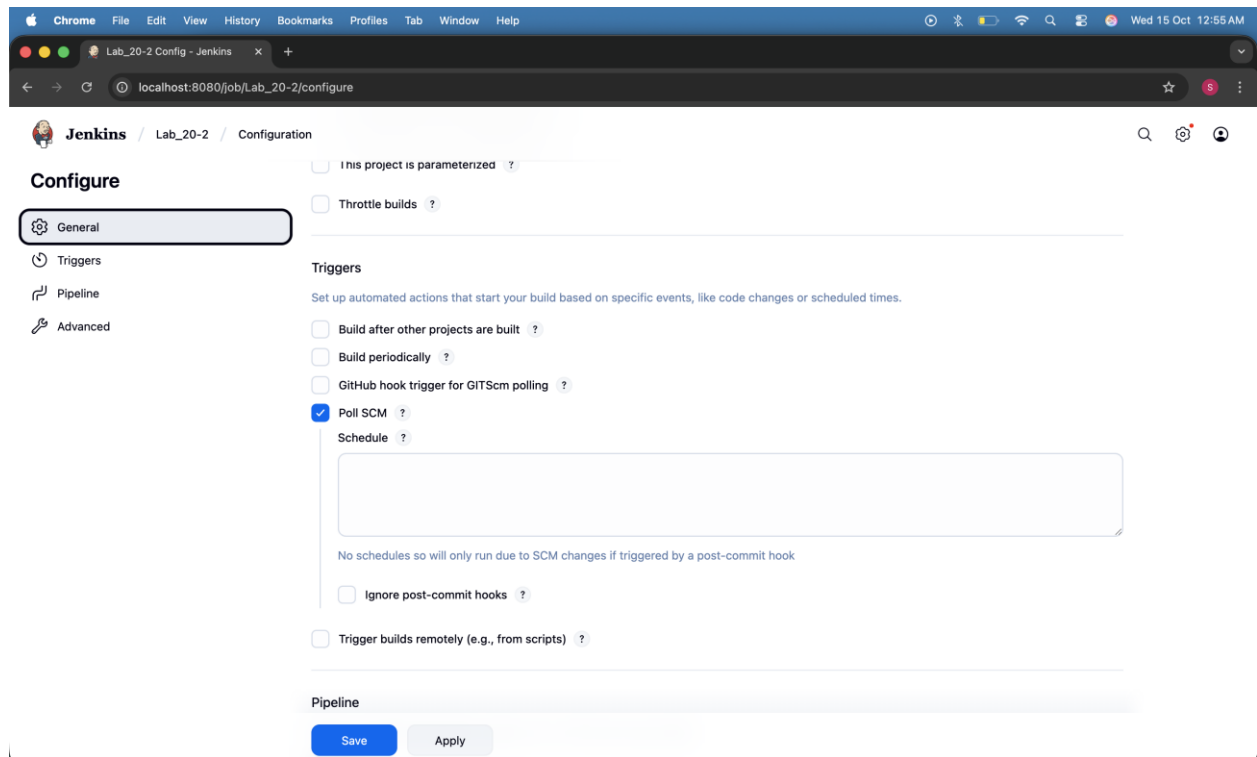 Chrome File Edit View History Bookmarks Profiles Tab Window Help Wed 15 Oct 12:55 AM
Lab_20-2 Config - Jenkins
localhost:8080/job/Lab_20-2/configure S
Jenkins / Lab_20-2 / Configuration
Configure
General
Triggers
Pipeline
Advanced
This project is parameterized ?
Throttle builds ?
Triggers
Set up automated actions that start your build based on specific events, like code changes or scheduled times.
Build after other projects are built ?
Build periodically ?
GitHub hook trigger for GITScm polling ?
Poll SCM ?
Schedule ?
No schedules so will only run due to SCM changes if triggered by a post-commit hook
Ignore post-commit hooks ?
Trigger builds remotely (e.g., from scripts) ?
Pipeline
Save Apply